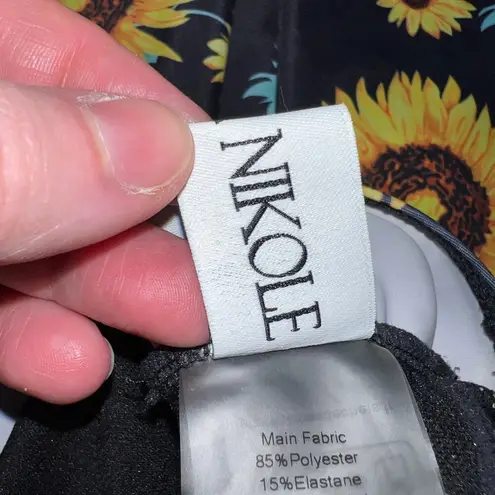 NIKOLE
Main Fabric
85%Polyester
15%Elastane